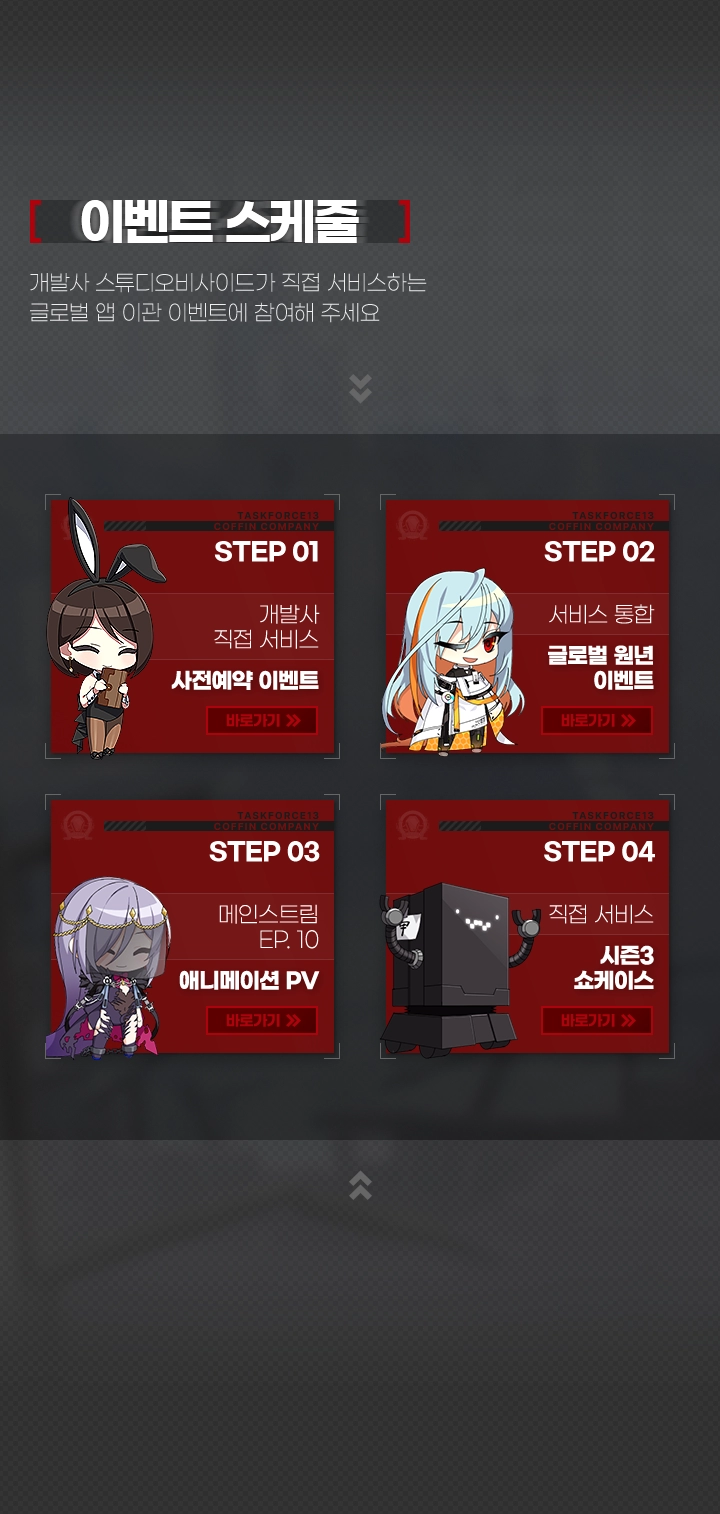 이벤트 스케줄
개발사 스튜디오비사이드가 직접 서비스하는
글로벌 앱 이관 이벤트에 참여해 주세요
TASKFORCE13
COFFIN COMPANY
STEP 01
개발사
직접 서비스
사전예약 이벤트
바로가기
TASKFORCE13
COFFIN COMPANY
STEP 02
서비스 통합
글로벌 원년
이벤트
바로가기
TASKFORCE13
COFFIN COMPANY
STEP 03
메인스트림
EP. 10
애니메이션 PV
바로가기
TASKFORCE13
COFFIN COMPANY
STEP 04
직접 서비스
시즌3
쇼케이스
바로가기